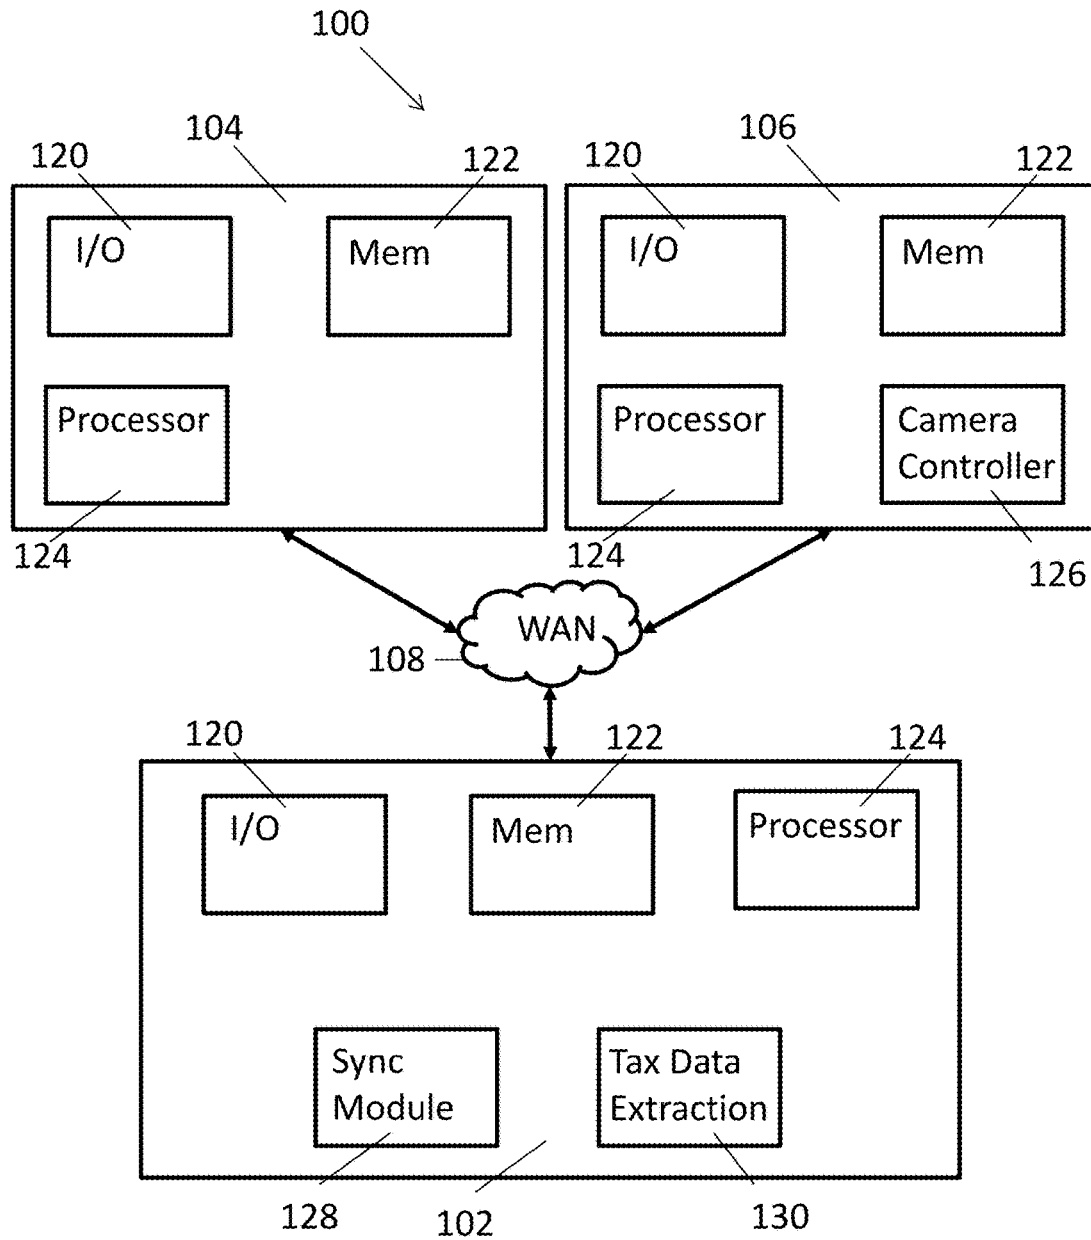 100
104
106
120
122
120
122
I/O
Mem
I/O
Mem
Processor
Processor
Camera
Controller
124
124
126
WAN
108
120
122
124
I/O
Mem
Processor
Sync
Module
Tax Data
Extraction
128
102
130